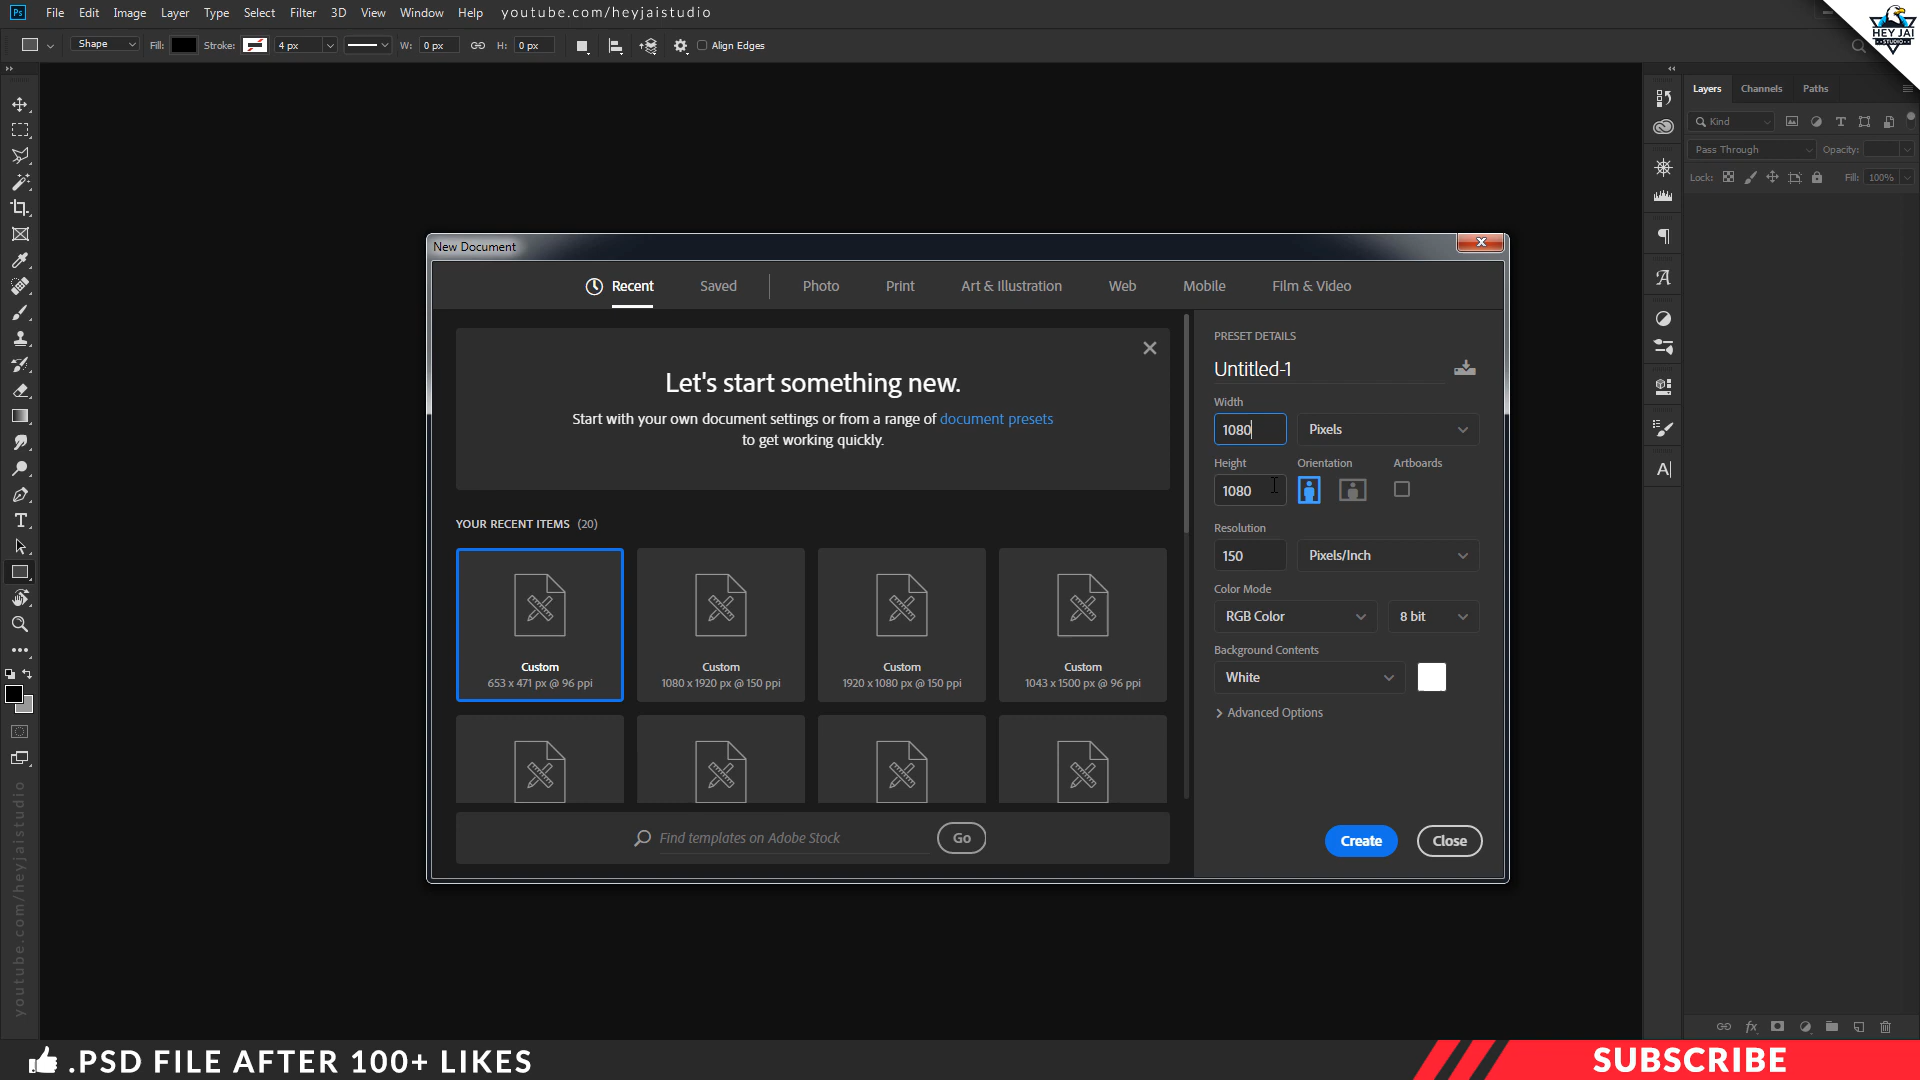 Ps File Edit Image Layer Type Select Filter 3D View Window Help youtube.com/heyjaistudio
HEY JAI
STUDIO
Shape Fill: Stroke: 4 px W: 0 px H: 0 px Align Edges
Layers Channels Paths
Kind
Pass Through Opacity:
Lock: Fill: 100%
New Document
Recent Saved Photo Print Art & Illustration Web Mobile Film & Video
Let's start something new.
Start with your own document settings or from a range of document presets
to get working quickly.
YOUR RECENT ITEMS (20)
Custom
653 x 471 px @ 96 ppi
Custom
1080 x 1920 px @ 150 ppi
Custom
1920 x 1080 px @ 150 ppi
Custom
1043 x 1500 px @ 96 ppi
Find templates on Adobe Stock Go
PRESET DETAILS
Untitled-1
Width
1080 Pixels
Height Orientation Artboards
1080
Resolution
150 Pixels/Inch
Color Mode
RGB Color 8 bit
Background Contents
White
Advanced Options
Create Close
youtube.com/heyjaistudio
.PSD FILE AFTER 100+ LIKES
SUBSCRIBE